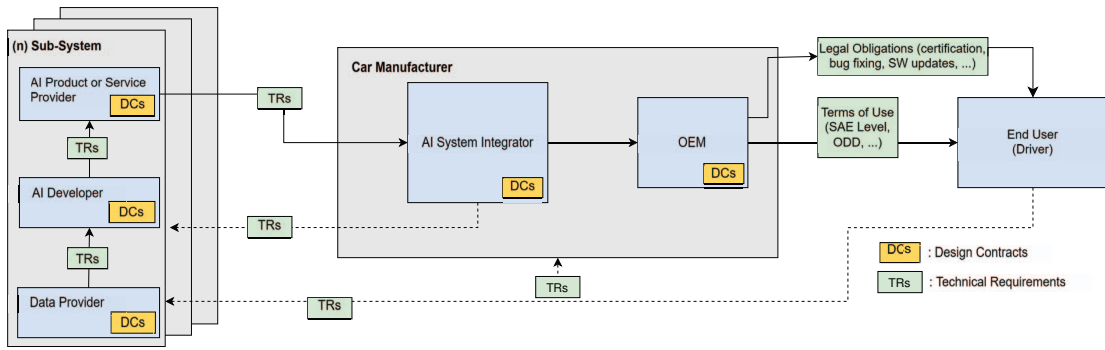 (n) Sub-System
AI Product or Service
Provider
DCs
TRs
AI Developer
DCs
TRs
Data Provider
DCs
TRs
Car Manufacturer
AI System Integrator
DCs
OEM
DCs
TRs
TRs
TRs
Legal Obligations (certification,
bug fixing, SW updates, ...)
Terms of Use
(SAE Level,
ODD, ...)
End User
(Driver)
DCs : Design Contracts
TRs : Technical Requirements